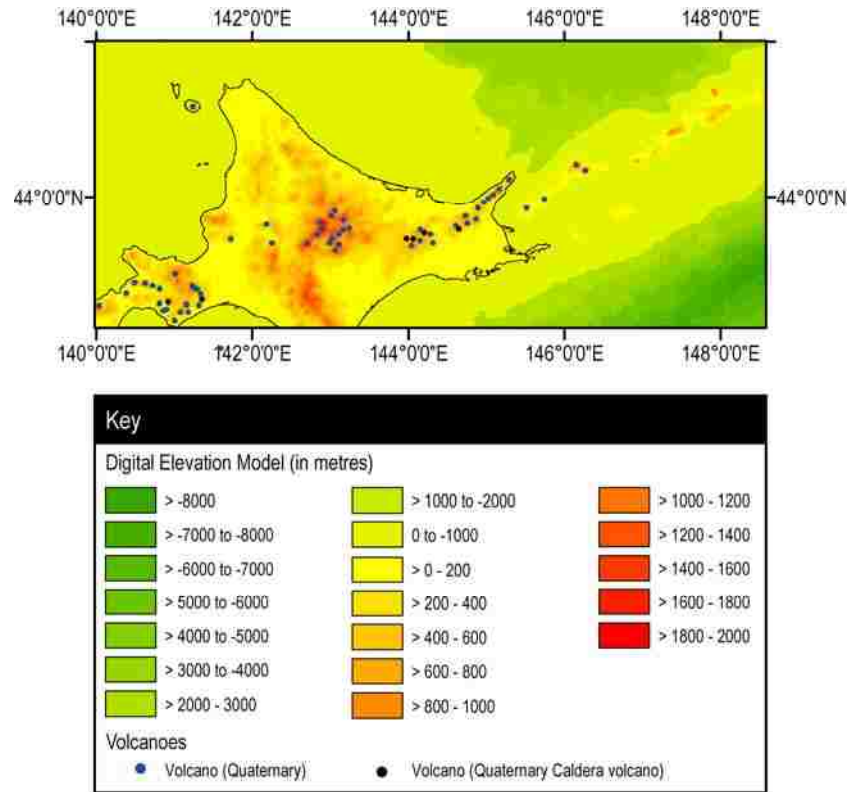 140°0'0"E 142°0'0"E 144°0'0"E 146°0'0"E 148°0'0"E
44°0'0"N 44°0'0"N
140°0'0"E 142°0'0"E 144°0'0"E 146°0'0"E 148°0'0"E
Key
Digital Elevation Model (in metres)
> -8000
> -7000 to -8000
> -6000 to -7000
> 5000 to -6000
> 4000 to -5000
> 3000 to -4000
> 2000 - 3000
> 1000 to -2000
0 to -1000
> 0 - 200
> 200 - 400
> 400 - 600
> 600 - 800
> 800 - 1000
> 1000 - 1200
> 1200 - 1400
> 1400 - 1600
> 1600 - 1800
> 1800 - 2000
Volcanoes
Volcano (Quaternary)
Volcano (Quaternary Caldera volcano)